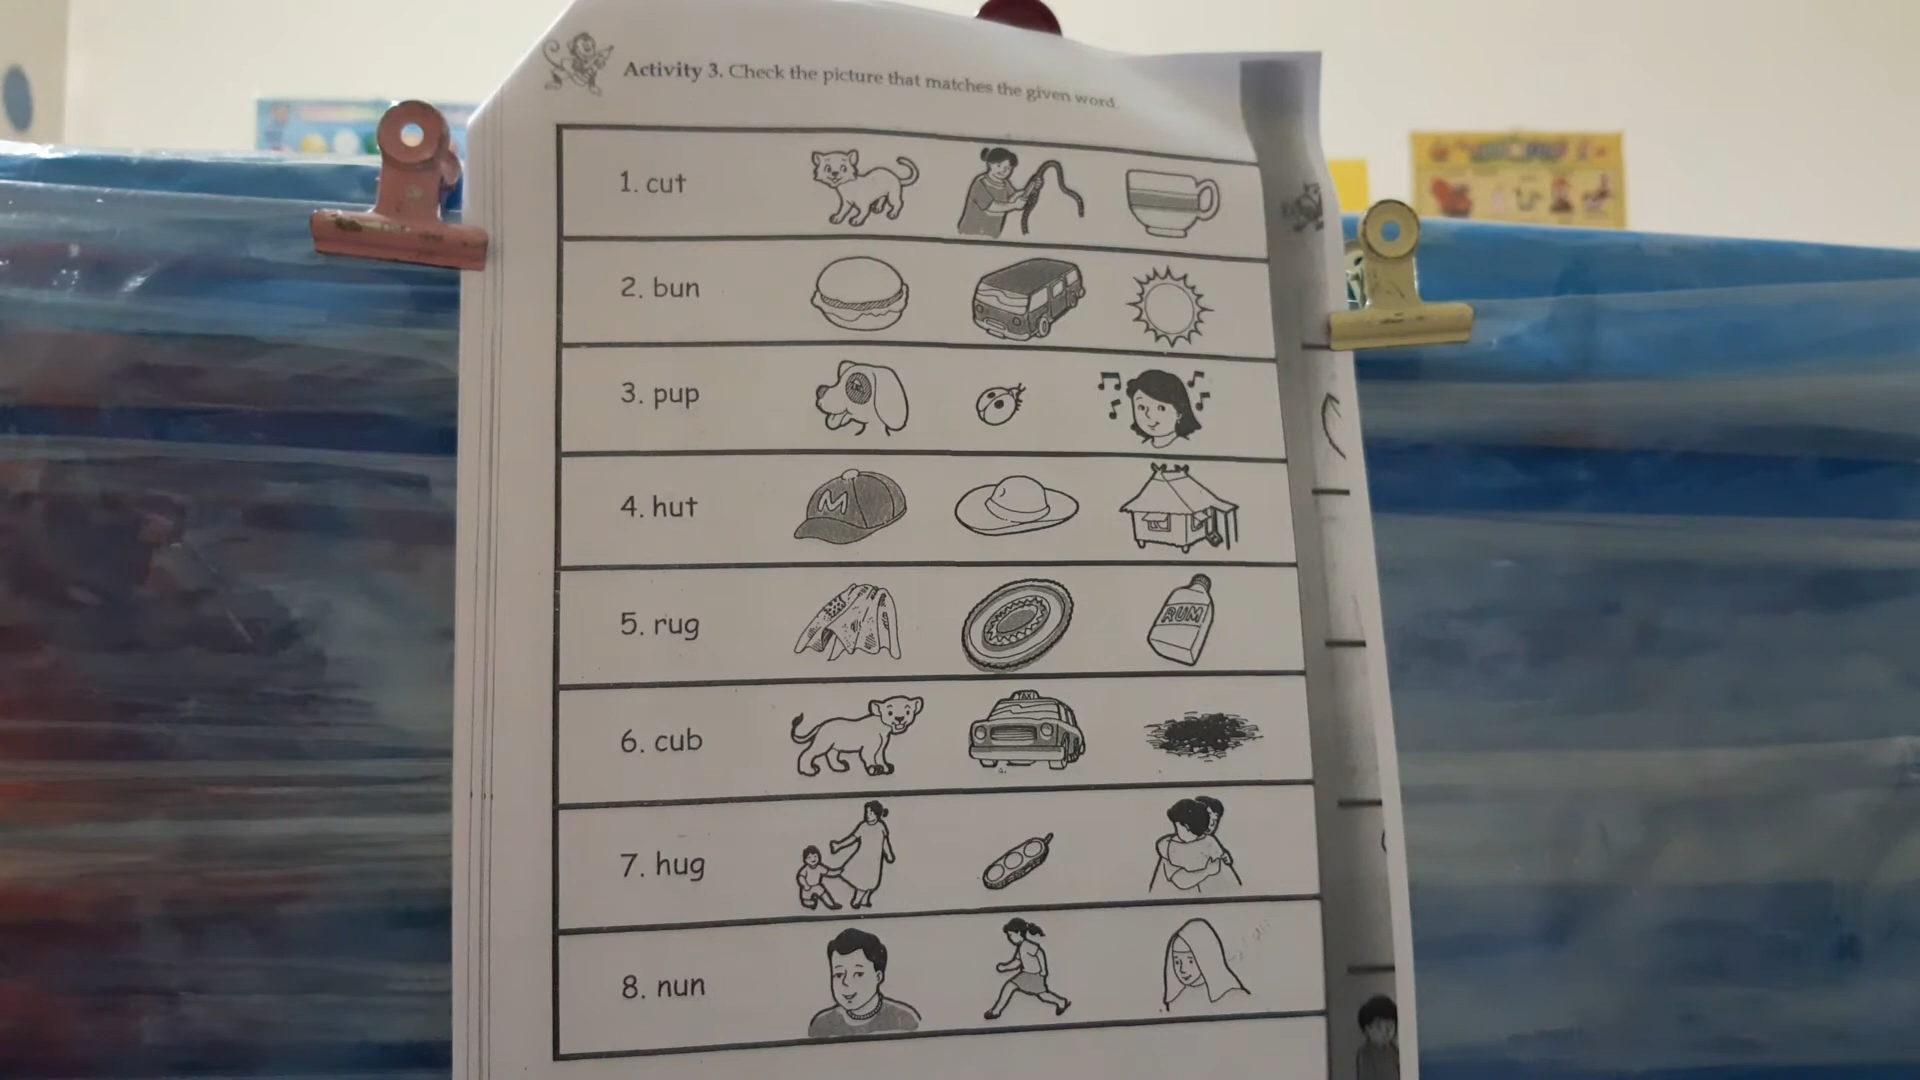 Activity 3. Check the picture that matches the given word.
1. cut
2. bun
3. pup
4. hut
M
5. rug
RUM
6. cub
TAXI
7. hug
8. nun